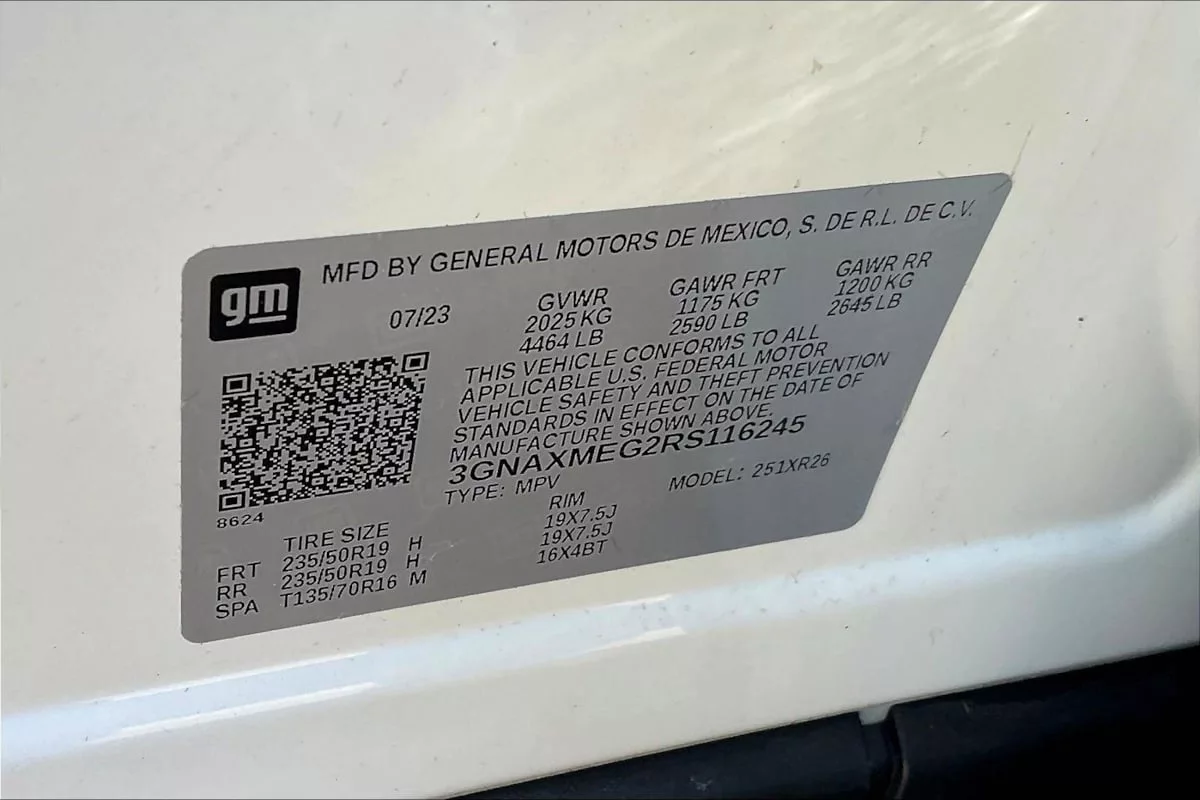 gm
MFD BY GENERAL MOTORS DE MEXICO, S. DE R.L. DE C.V.
07/23
GVWR
2025 KG
4464 LB
GAWR FRT
1175 KG
2590 LB
GAWR RR
1200 KG
2645 LB
THIS VEHICLE CONFORMS TO ALL
APPLICABLE U.S. FEDERAL MOTOR
VEHICLE SAFETY AND THEFT PREVENTION
STANDARDS IN EFFECT ON THE DATE OF
MANUFACTURE SHOWN ABOVE.
3GNAXMEG2RS116245
TYPE: MPV
MODEL: 251XR26
8624
TIRE SIZE RIM
FRT 235/50R19 H 19X7.5J
RR 235/50R19 H 19X7.5J
SPA T135/70R16 M 16X4BT